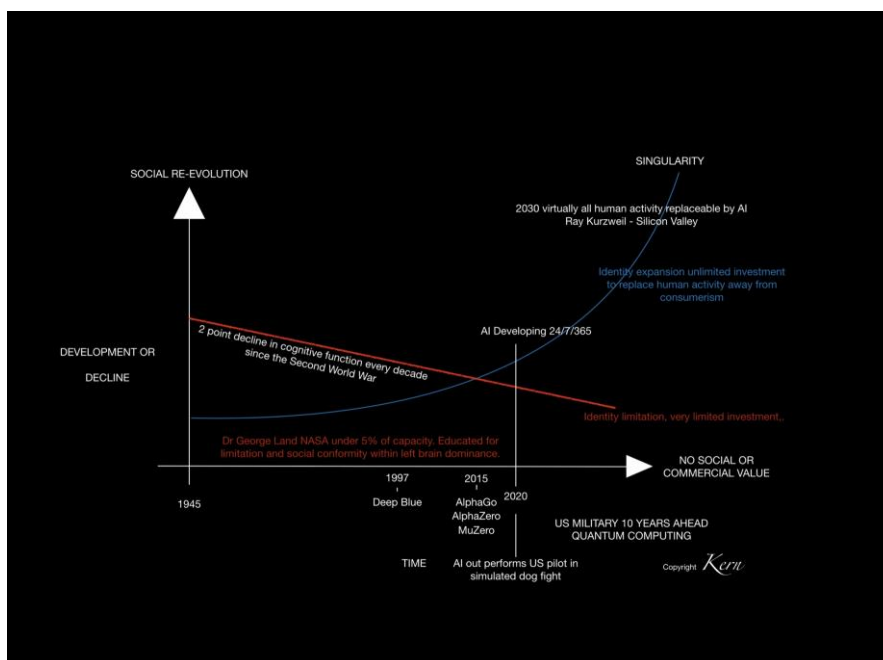 SINGULARITY
SOCIAL RE-EVOLUTION
2030 virtually all human activity replaceable by AI
Ray Kurzweil - Silicon Valley
Identity expansion unlimited investment
to replace human activity away from
consumerism
AI Developing 24/7/365
2 point decline in cognitive function every decade
since the Second World War
DEVELOPMENT OR
DECLINE
Identity limitation, very limited investment,.
Dr George Land NASA under 5% of capacity. Educated for
limitation and social conformity within left brain dominance.
NO SOCIAL OR
COMMERCIAL VALUE
1945
1997
Deep Blue
2015
AlphaGo
AlphaZero
MuZero
2020
US MILITARY 10 YEARS AHEAD
QUANTUM COMPUTING
TIME
AI out performs US pilot in
simulated dog fight
Copyright Kern